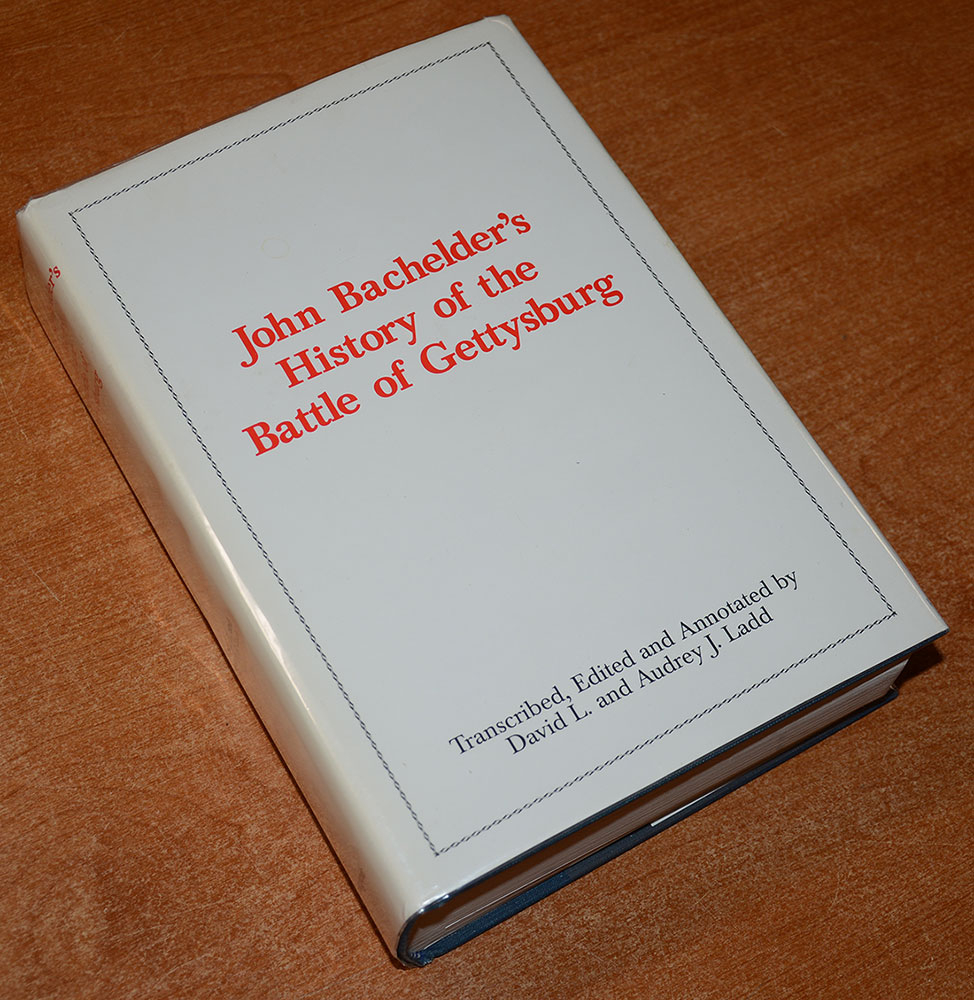 John Bachelder's
History of the
Battle of Gettysburg
Transcribed, Edited and Annotated by
David L. and Audrey J. Ladd